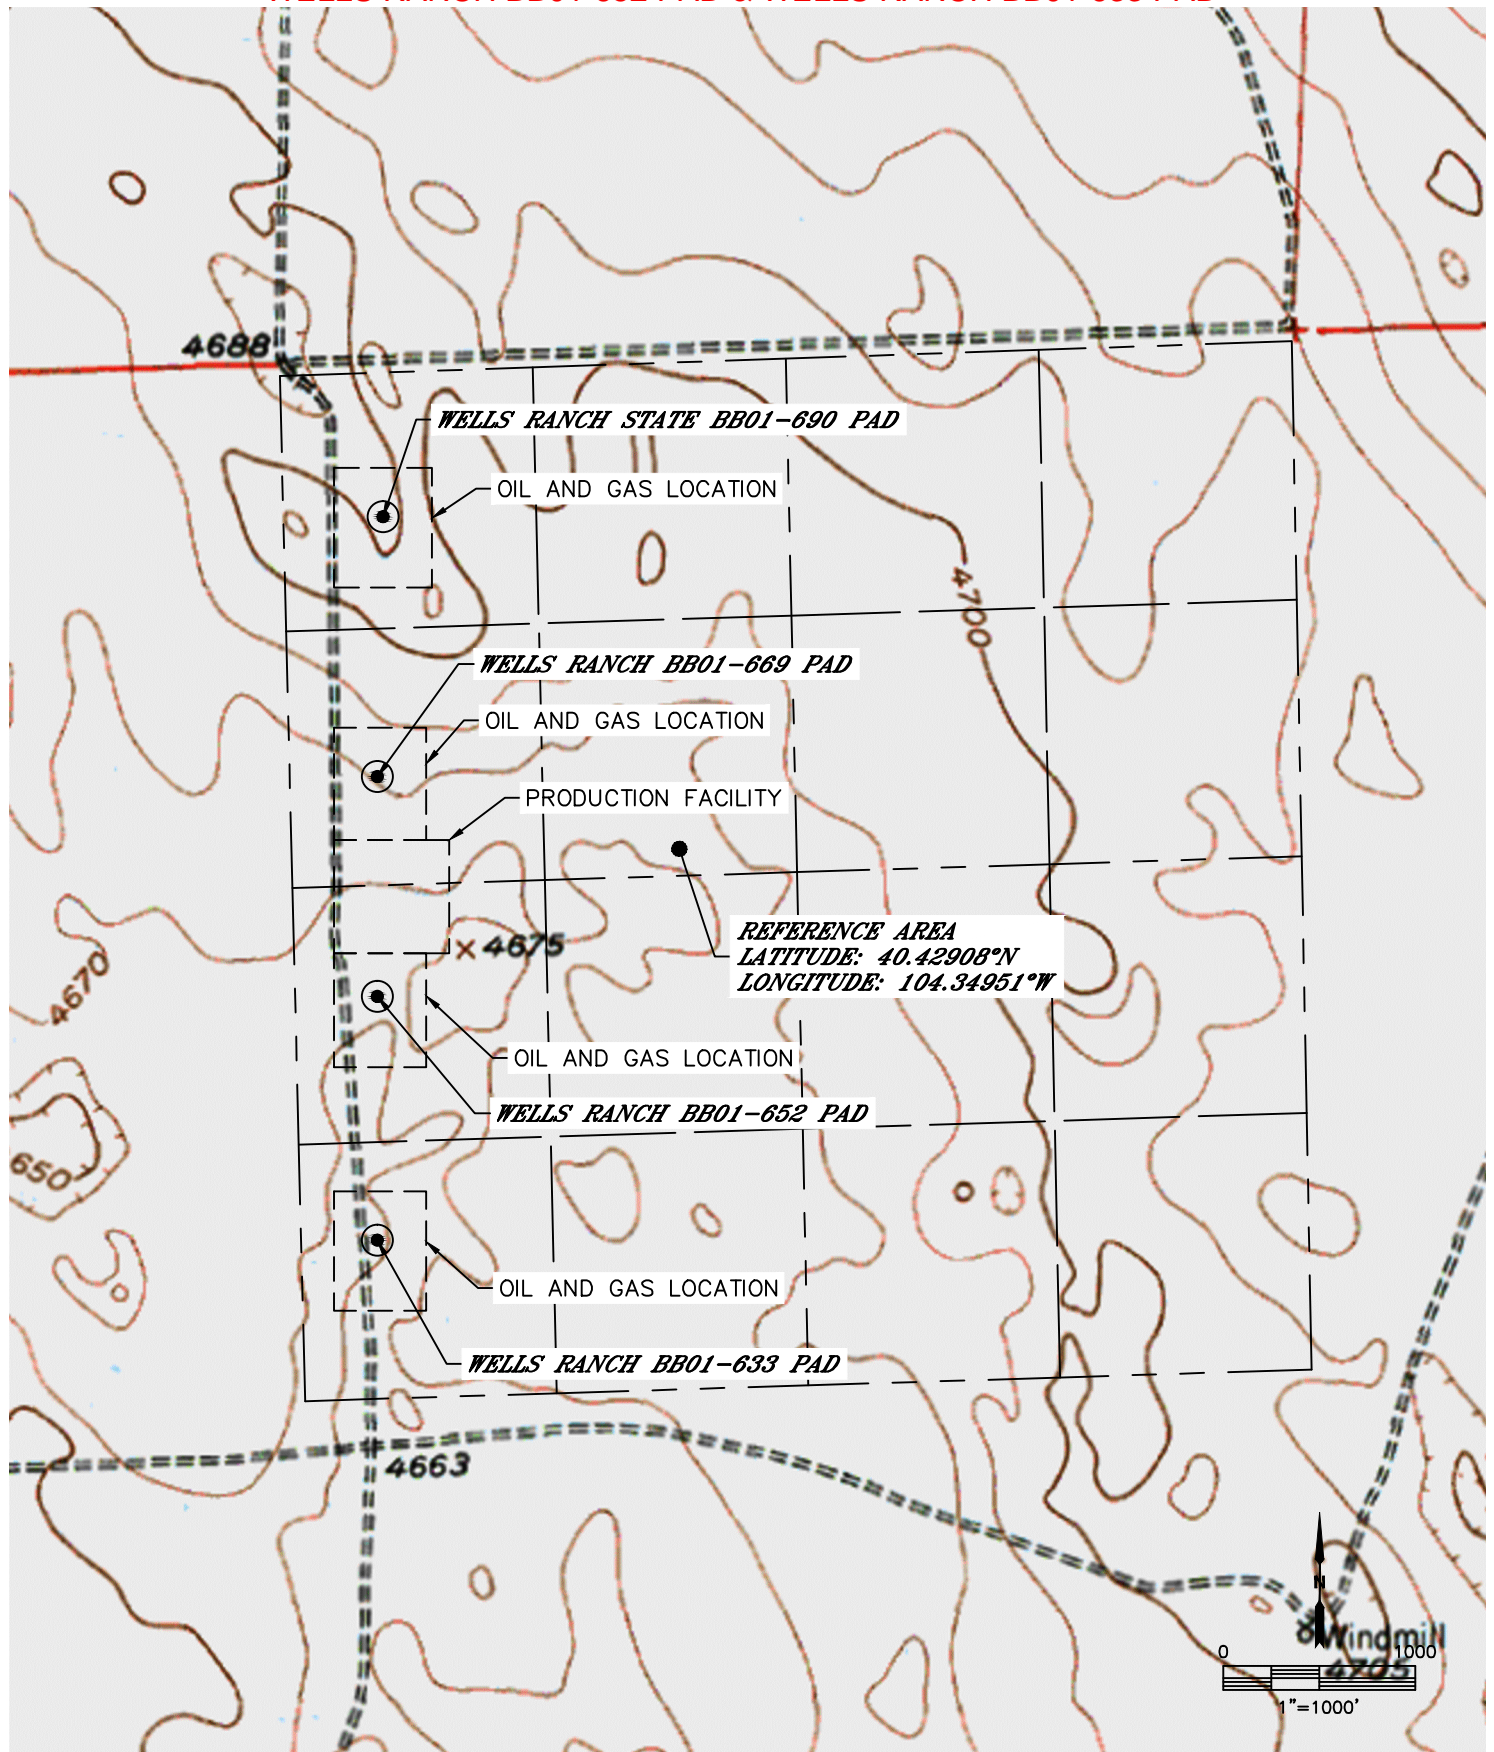 4688
WELLS RANCH STATE BB01-690 PAD
OIL AND GAS LOCATION
4700
WELLS RANCH BB01-669 PAD
OIL AND GAS LOCATION
PRODUCTION FACILITY
REFERENCE AREA
LATITUDE: 40.42908°N
LONGITUDE: 104.34951°W
4675
4670
OIL AND GAS LOCATION
WELLS RANCH BB01-652 PAD
650
OIL AND GAS LOCATION
WELLS RANCH BB01-633 PAD
4663
N
Windmill
4705
0 1000
1"=1000'